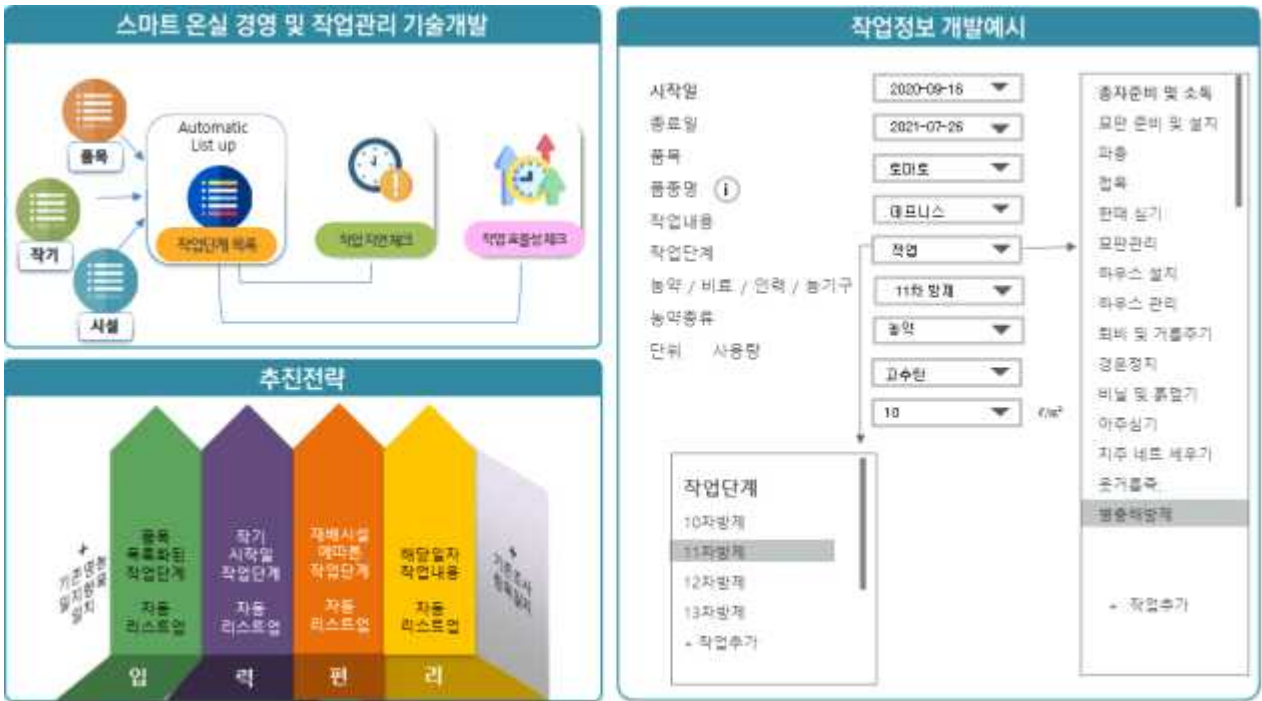 스마트 온실 경영 및 작업관리 기술개발
품목
작기
시설
Automatic
List up
작업단계 목록
작업 지연 체크
작업 효율성 체크
추진전략
품목
목록화된
작업단계
자동
리스트업
작기
시작일
작업단계
자동
리스트업
재배시설
에따른
작업단계
자동
리스트업
해당일자
작업내용
자동
리스트업
입 력 편 리
작업정보 개발예시
시작일
종료일
품목
품종명 i
작업내용
작업단계
농약 / 비료 / 인력 / 농기구
농약종류
단위 사용량
2020-09-16
2021-07-26
토마토
데프니스
작업
11차 방제
농약
고수탄
10
작업단계
10차방제
11차방제
12차방제
13차방제
+ 작업추가
종자준비 및 소독
묘판 준비 및 설치
파종
접목
한때 심기
묘판관리
하우스 설치
하우스 관리
퇴비 및 거름주기
경운정지
비닐 및 흙덮기
아주심기
지주 네트 세우기
웃거름주
병충해방제
+ 작업추가